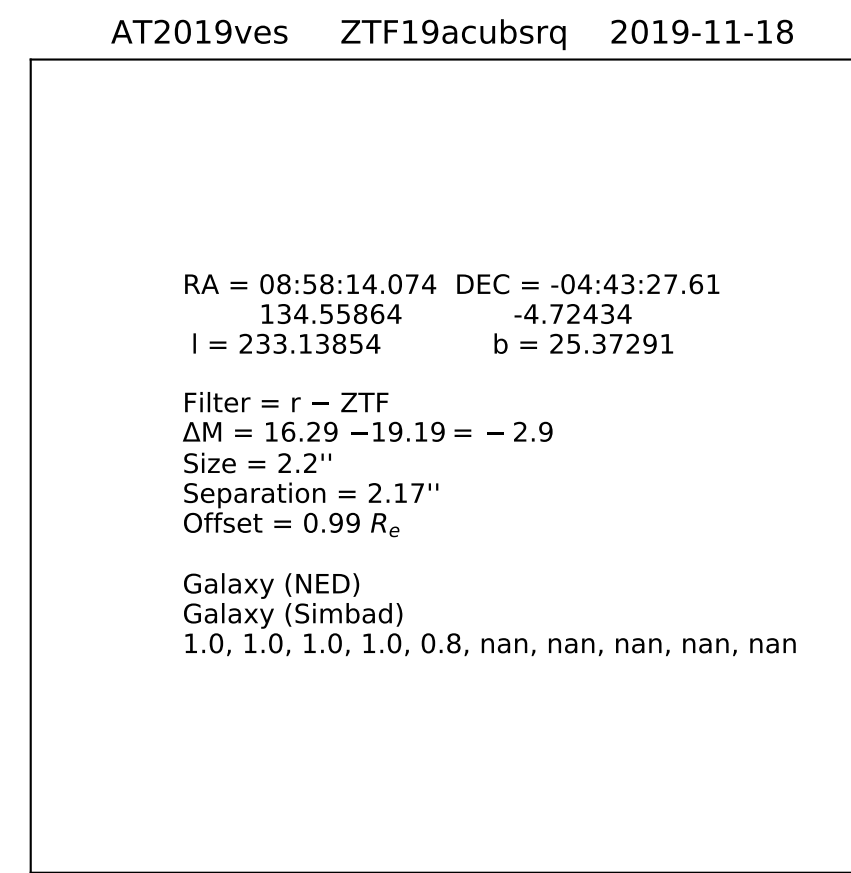 AT2019ves ZTF19acubsrq 2019-11-18
RA = 08:58:14.074 DEC = -04:43:27.61
134.55864 -4.72434
l = 233.13854 b = 25.37291
Filter = r − ZTF
ΔM = 16.29 −19.19 = − 2.9
Size = 2.2''
Separation = 2.17''
Offset = 0.99 Re
Galaxy (NED)
Galaxy (Simbad)
1.0, 1.0, 1.0, 1.0, 0.8, nan, nan, nan, nan, nan